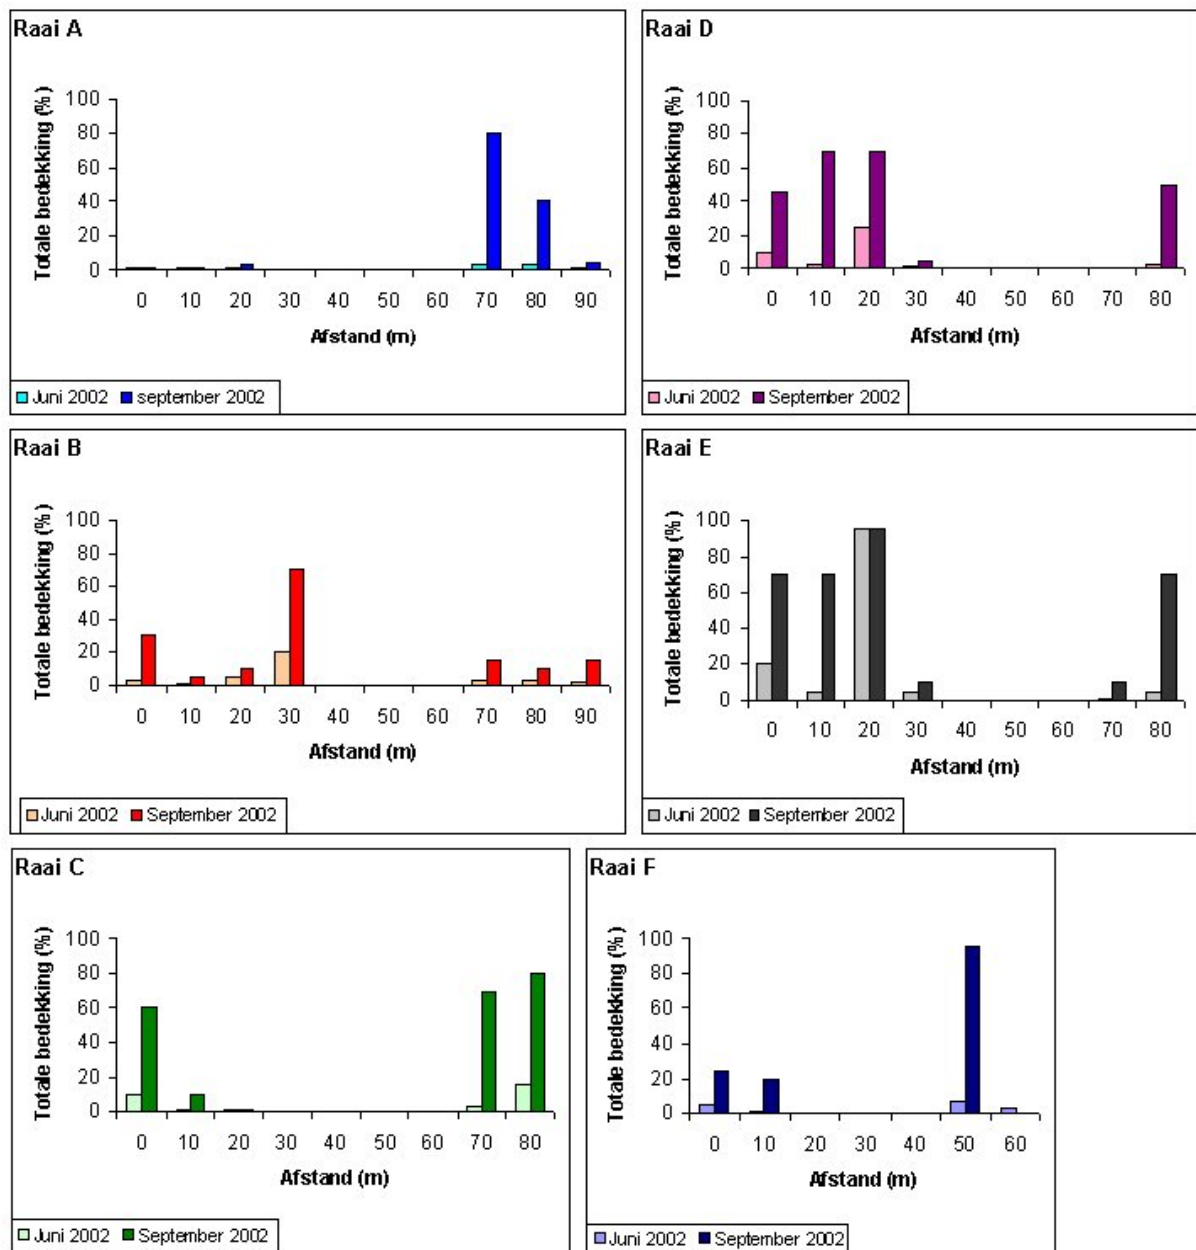 Raai A
Totale bedekking (%)
100
80
60
40
20
0
0 10 20 30 40 50 60 70 80 90
Afstand (m)
Juni 2002 september 2002
Raai D
Totale bedekking (%)
100
80
60
40
20
0
0 10 20 30 40 50 60 70 80
Afstand (m)
Juni 2002 September 2002
Raai B
Totale bedekking (%)
100
80
60
40
20
0
0 10 20 30 40 50 60 70 80 90
Afstand (m)
Juni 2002 September 2002
Raai E
Totale bedekking (%)
100
80
60
40
20
0
0 10 20 30 40 50 60 70 80
Afstand (m)
Juni 2002 September 2002
Raai C
Totale bedekking (%)
100
80
60
40
20
0
0 10 20 30 40 50 60 70 80
Afstand (m)
Juni 2002 September 2002
Raai F
Totale bedekking (%)
100
80
60
40
20
0
0 10 20 30 40 50 60
Afstand (m)
Juni 2002 September 2002